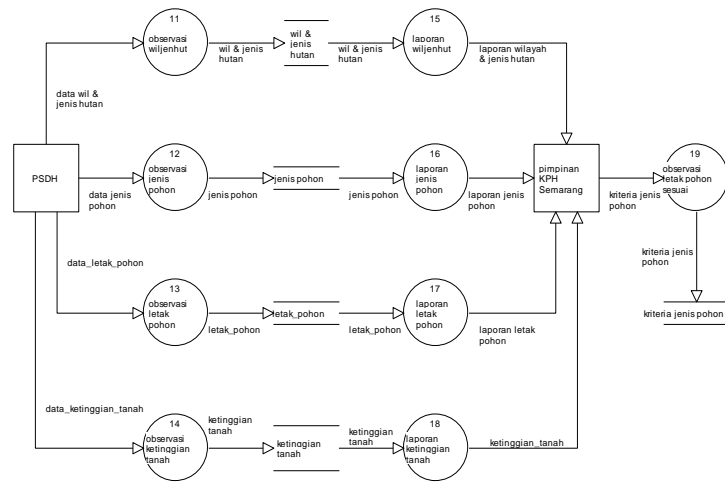 11
observasi
wiljenhut
wil & jenis
hutan
wil &
jenis
hutan
wil & jenis
hutan
15
laporan
wiljenhut
laporan wilayah
& jenis hutan
data wil &
jenis hutan
PSDH
data jenis
pohon
12
observasi
jenis
pohon
jenis pohon
jenis pohon
jenis pohon
16
laporan
jenis
pohon
laporan jenis
pohon
pimpinan
KPH
Semarang
kriteria jenis
pohon
19
observasi
letak pohon
sesuai
kriteria jenis
pohon
kriteria jenis pohon
data_letak_pohon
13
observasi
letak
pohon
letak_pohon
letak_pohon
letak_pohon
17
laporan
letak
pohon
laporan letak
pohon
data_ketinggian_tanah
14
observasi
ketinggian
tanah
ketinggian
tanah
ketinggian
tanah
ketinggian
tanah
18
laporan
ketinggian
tanah
ketinggian_tanah